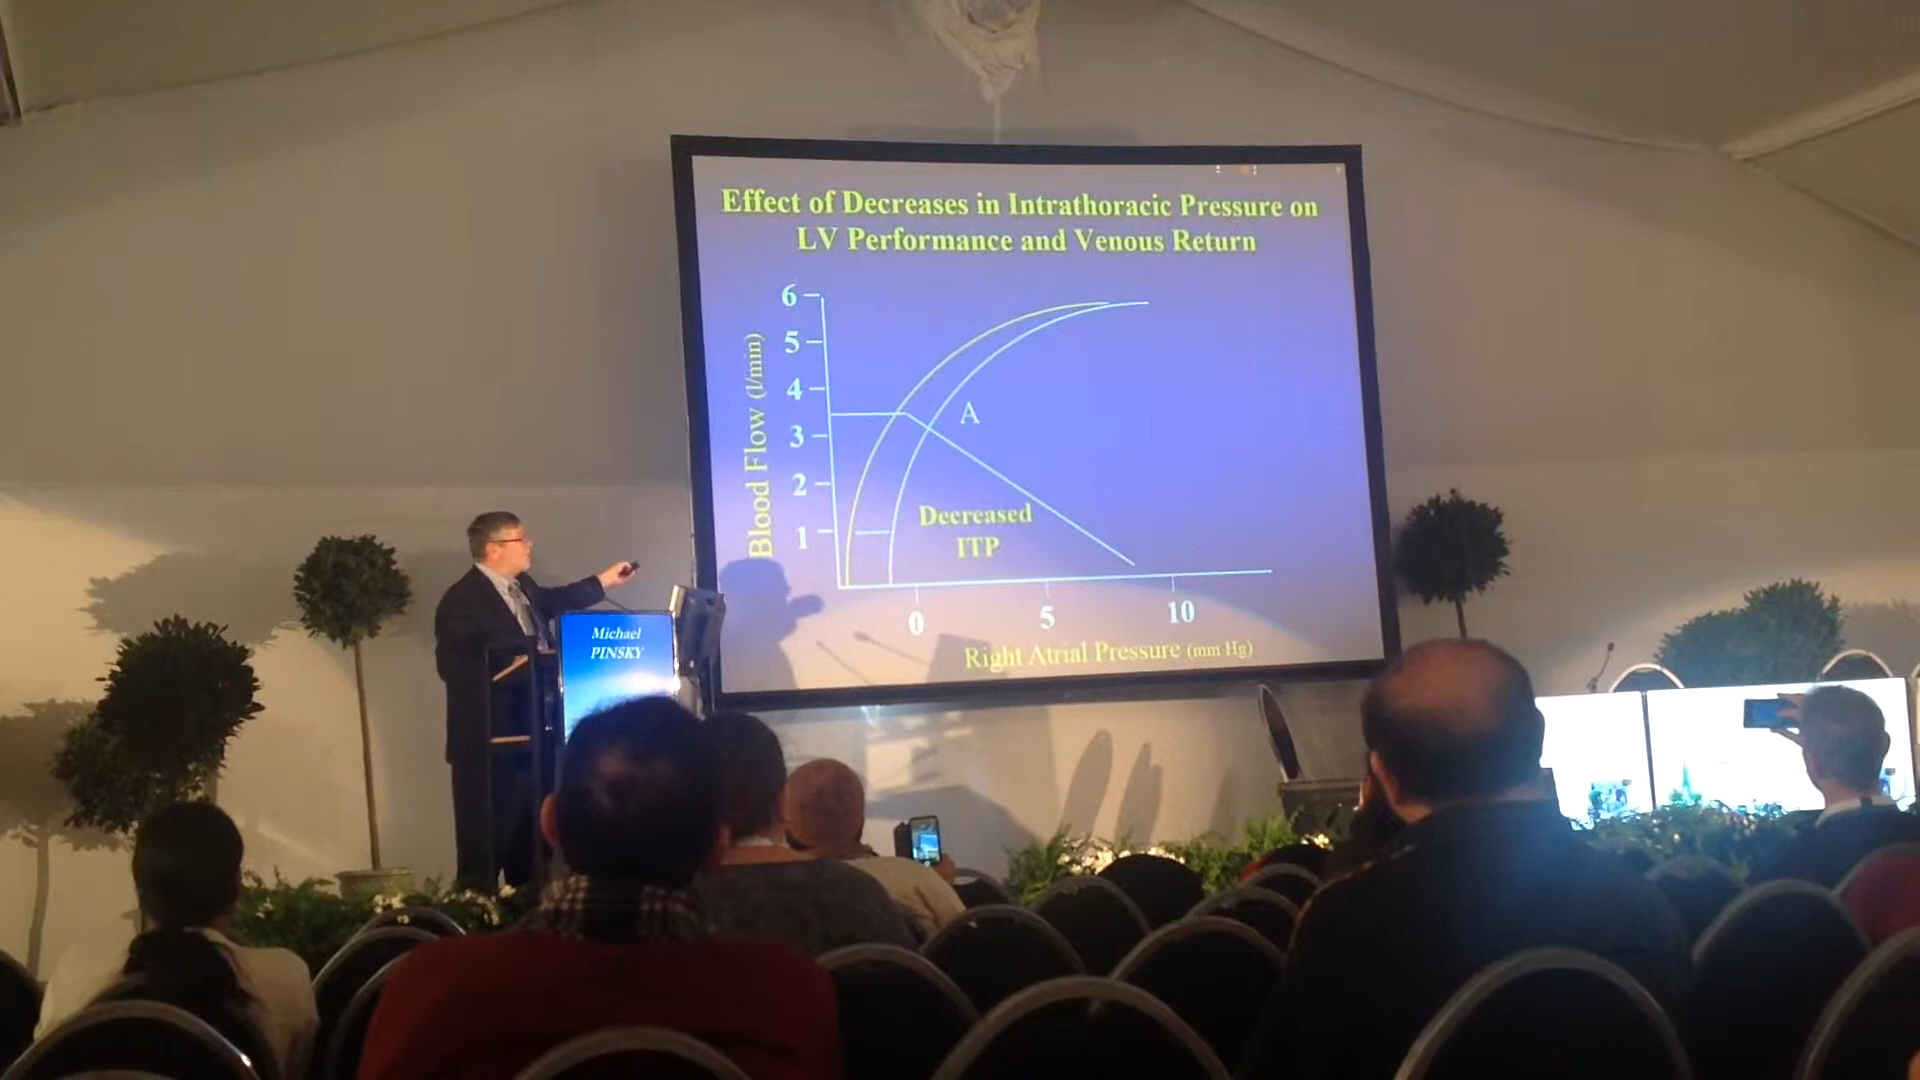 Effect of Decreases in Intrathoracic Pressure on
LV Performance and Venous Return
6
5
4
3
2
1
Blood Flow (l/min)
A
Decreased
ITP
0 5 10
Right Atrial Pressure (mm Hg)
Michael
PINSKY